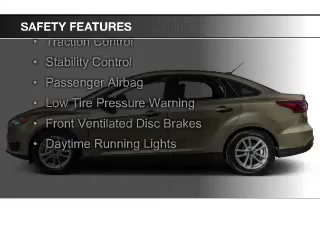 SAFETY FEATURES
• Traction Control
• Stability Control
• Passenger Airbag
• Low Tire Pressure Warning
• Front Ventilated Disc Brakes
• Daytime Running Lights